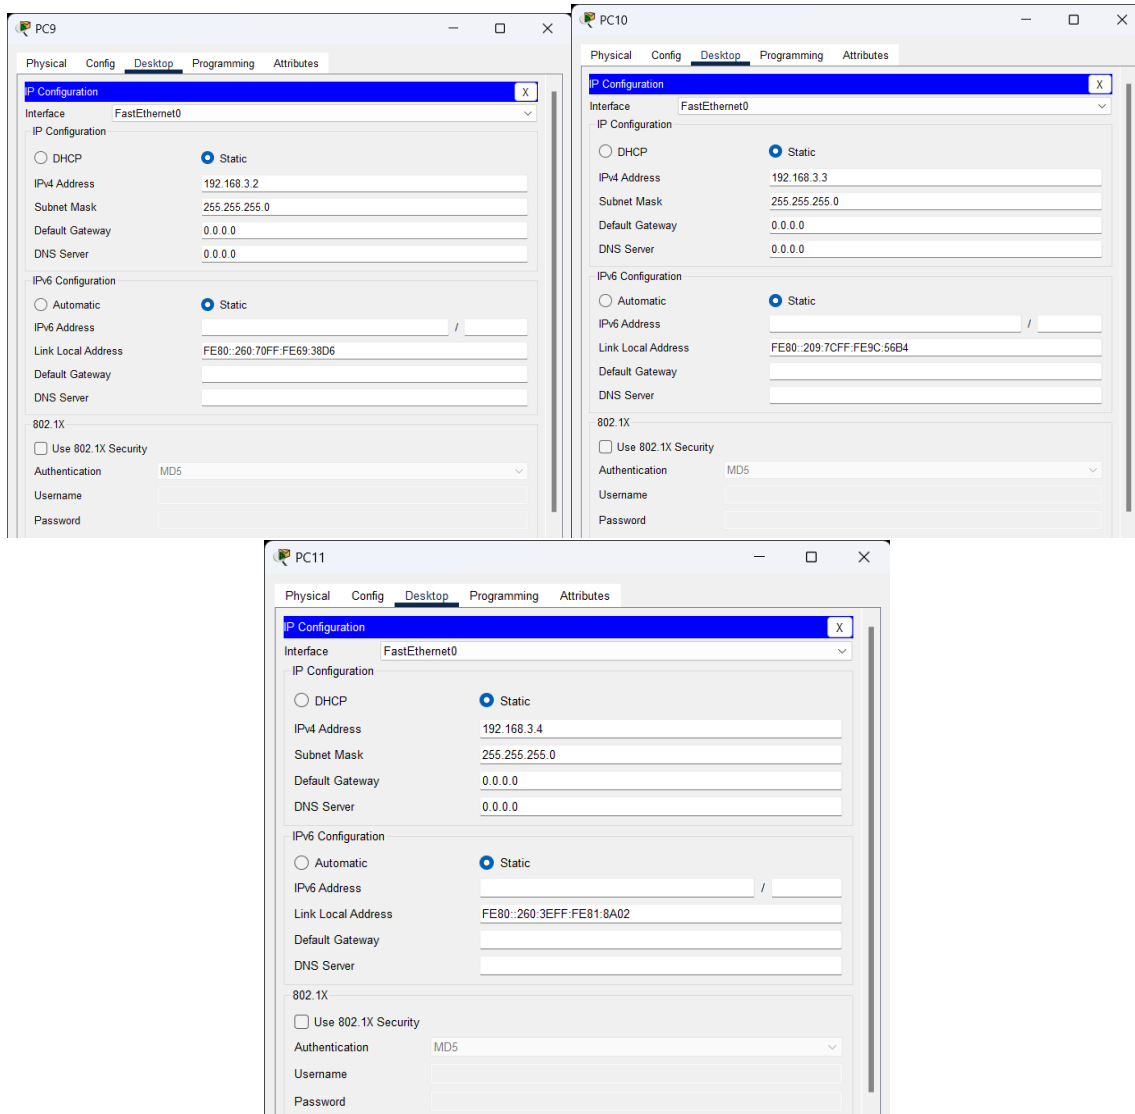 PC9
Physical Config Desktop Programming Attributes
IP Configuration X
Interface FastEthernet0
IP Configuration
DHCP Static
IPv4 Address 192.168.3.2
Subnet Mask 255.255.255.0
Default Gateway 0.0.0.0
DNS Server 0.0.0.0
IPv6 Configuration
Automatic Static
IPv6 Address /
Link Local Address FE80::260:70FF:FE69:38D6
Default Gateway
DNS Server
802.1X
Use 802.1X Security
Authentication MD5
Username
Password
PC10
Physical Config Desktop Programming Attributes
IP Configuration X
Interface FastEthernet0
IP Configuration
DHCP Static
IPv4 Address 192.168.3.3
Subnet Mask 255.255.255.0
Default Gateway 0.0.0.0
DNS Server 0.0.0.0
IPv6 Configuration
Automatic Static
IPv6 Address /
Link Local Address FE80::209:7CFF:FE9C:56B4
Default Gateway
DNS Server
802.1X
Use 802.1X Security
Authentication MD5
Username
Password
PC11
Physical Config Desktop Programming Attributes
IP Configuration X
Interface FastEthernet0
IP Configuration
DHCP Static
IPv4 Address 192.168.3.4
Subnet Mask 255.255.255.0
Default Gateway 0.0.0.0
DNS Server 0.0.0.0
IPv6 Configuration
Automatic Static
IPv6 Address /
Link Local Address FE80::260:3EFF:FE81:8A02
Default Gateway
DNS Server
802.1X
Use 802.1X Security
Authentication MD5
Username
Password